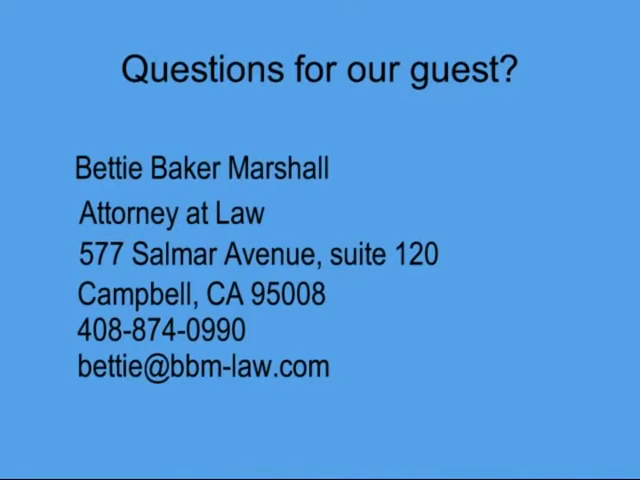 Questions for our guest?
Bettie Baker Marshall
Attorney at Law
577 Salmar Avenue, suite 120
Campbell, CA 95008
408-874-0990
bettie@bbm-law.com